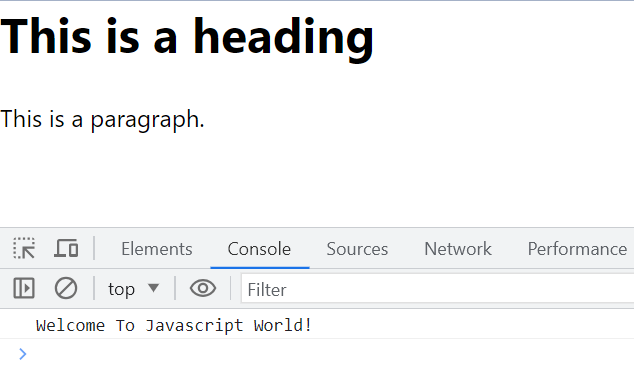 This is a heading
This is a paragraph.
Elements Console Sources Network Performance
top Filter
Welcome To Javascript World!